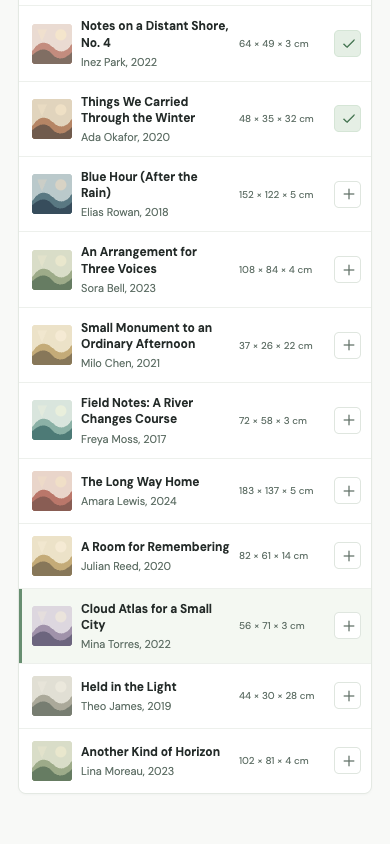 Notes on a Distant Shore,
No. 4
Inez Park, 2022
64 × 49 × 3 cm
Things We Carried
Through the Winter
Ada Okafor, 2020
48 × 35 × 32 cm
Blue Hour (After the
Rain)
Elias Rowan, 2018
152 × 122 × 5 cm
An Arrangement for
Three Voices
Sora Bell, 2023
108 × 84 × 4 cm
Small Monument to an
Ordinary Afternoon
Milo Chen, 2021
37 × 26 × 22 cm
Field Notes: A River
Changes Course
Freya Moss, 2017
72 × 58 × 3 cm
The Long Way Home
Amara Lewis, 2024
183 × 137 × 5 cm
A Room for Remembering
Julian Reed, 2020
82 × 61 × 14 cm
Cloud Atlas for a Small
City
Mina Torres, 2022
56 × 71 × 3 cm
Held in the Light
Theo James, 2019
44 × 30 × 28 cm
Another Kind of Horizon
Lina Moreau, 2023
102 × 81 × 4 cm